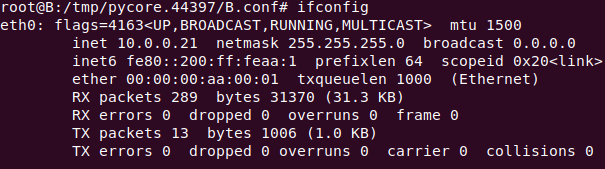 root@B:/tmp/pycore.44397/B.conf# ifconfig
eth0: flags=4163<UP,BROADCAST,RUNNING,MULTICAST>  mtu 1500
        inet 10.0.0.21  netmask 255.255.255.0  broadcast 0.0.0.0
        inet6 fe80::200:ff:feaa:1  prefixlen 64  scopeid 0x20<link>
        ether 00:00:00:aa:00:01  txqueuelen 1000  (Ethernet)
        RX packets 289  bytes 31370 (31.3 KB)
        RX errors 0  dropped 0  overruns 0  frame 0
        TX packets 13  bytes 1006 (1.0 KB)
        TX errors 0  dropped 0 overruns 0  carrier 0  collisions 0